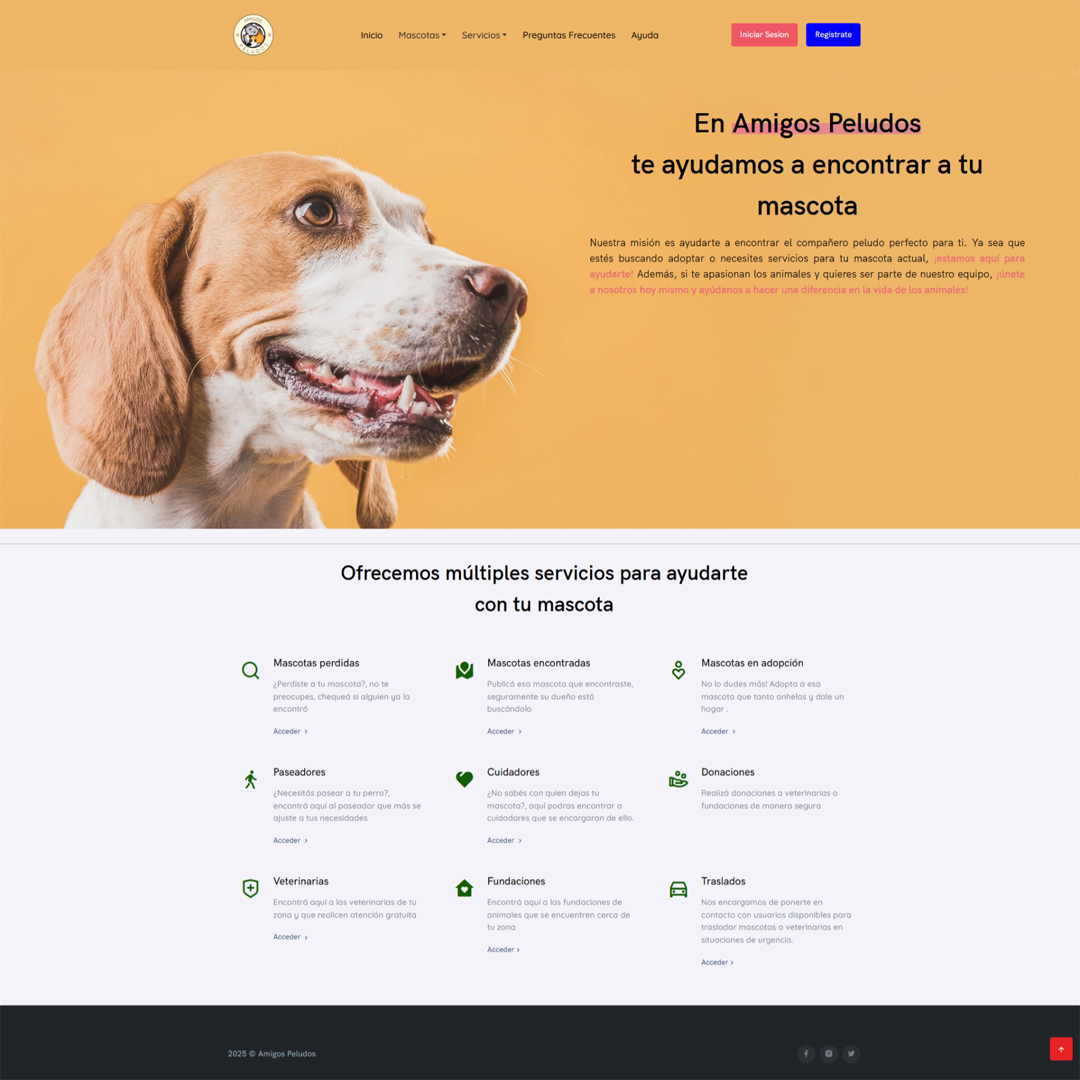 AMIGOS
PELUDOS
Inicio
Mascotas
Servicios
Preguntas Frecuentes
Ayuda
Iniciar Sesion
Registrate
En Amigos Peludos
te ayudamos a encontrar a tu
mascota
Nuestra misión es ayudarte a encontrar el compañero peludo perfecto para ti. Ya sea que
estés buscando adoptar o necesites servicios para tu mascota actual, ¡estamos aquí para
ayudarte! Además, si te apasionan los animales y quieres ser parte de nuestro equipo, ¡únete
a nosotros hoy mismo y ayúdanos a hacer una diferencia en la vida de los animales!
Ofrecemos múltiples servicios para ayudarte
con tu mascota
Mascotas perdidas
¿Perdiste a tu mascota?, no te
preocupes, chequeá si alguien ya la
encontró
Acceder
Mascotas encontradas
Publicá esa mascota que encontraste,
seguramente su dueño está
buscándolo
Acceder
Mascotas en adopción
No lo dudes más! Adopta a esa
mascota que tanto anhelas y dale un
hogar .
Acceder
Paseadores
¿Necesitás pasear a tu perro?,
encontrá aquí al paseador que más se
ajuste a tus necesidades
Acceder
Cuidadores
¿No sabés con quien dejas tu
mascota?, aquí podras encontrar a
cuidadores que se encargaran de ello.
Acceder
Donaciones
Realizá donaciones a veterinarias o
fundaciones de manera segura
Veterinarias
Encontrá aquí a las veterinarias de tu
zona y que realicen atención gratuita
Acceder
Fundaciones
Encontrá aquí a las fundaciones de
animales que se encuentren cerca de
tu zona
Acceder
Traslados
Nos encargamos de ponerte en
contacto con usuarios disponibles para
trasladar mascotas a veterinarias en
situaciones de urgencia.
Acceder
2025 © Amigos Peludos